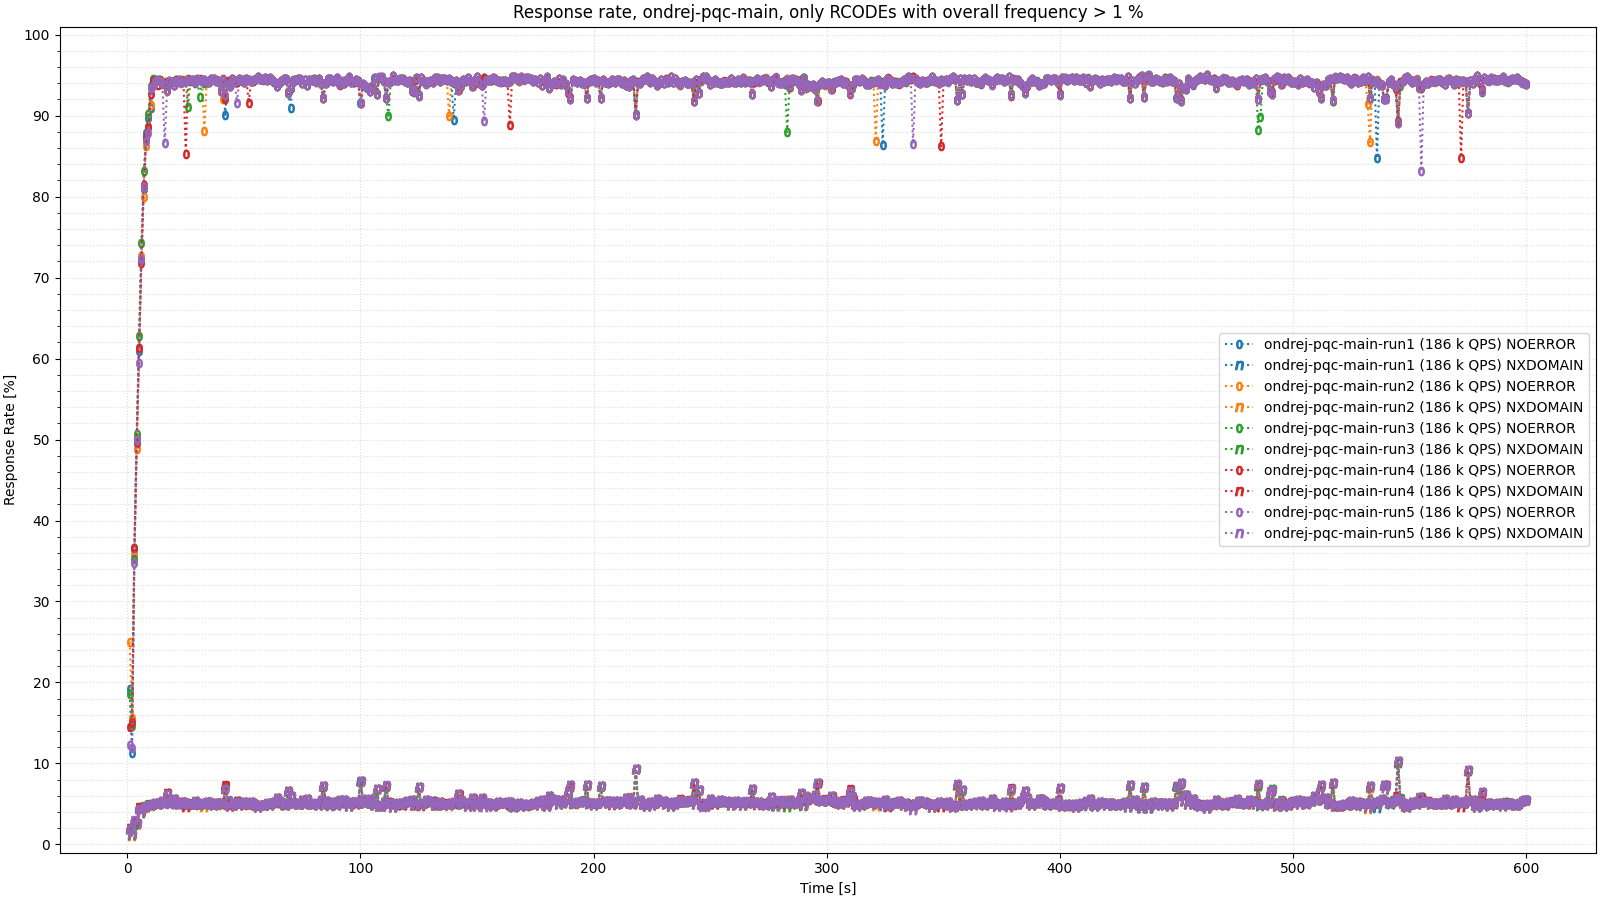 Response rate, ondrej-pqc-main, only RCODEs with overall frequency > 1 %
Response Rate [%]
100
90
80
70
60
50
40
30
20
10
0
ondrej-pqc-main-run1 (186 k QPS) NOERROR
ondrej-pqc-main-run1 (186 k QPS) NXDOMAIN
ondrej-pqc-main-run2 (186 k QPS) NOERROR
ondrej-pqc-main-run2 (186 k QPS) NXDOMAIN
ondrej-pqc-main-run3 (186 k QPS) NOERROR
ondrej-pqc-main-run3 (186 k QPS) NXDOMAIN
ondrej-pqc-main-run4 (186 k QPS) NOERROR
ondrej-pqc-main-run4 (186 k QPS) NXDOMAIN
ondrej-pqc-main-run5 (186 k QPS) NOERROR
ondrej-pqc-main-run5 (186 k QPS) NXDOMAIN
0 100 200 300 400 500 600
Time [s]